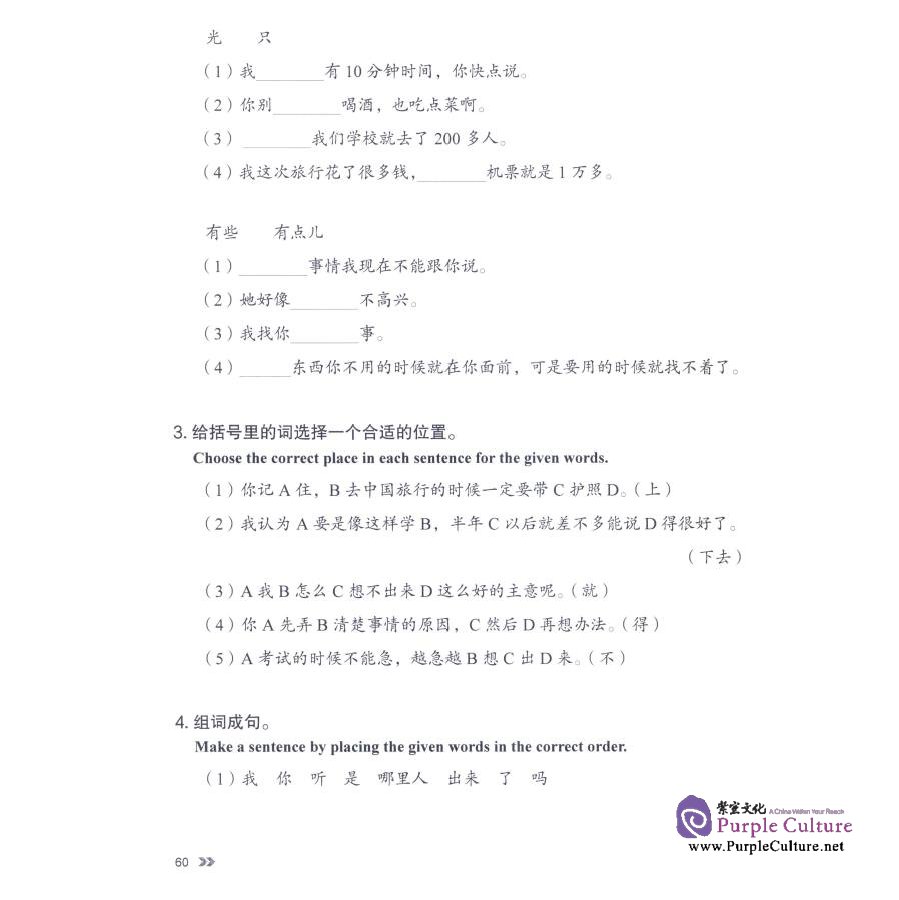 光 只
（1）我________有 10 分钟时间，你快点说。
（2）你别________喝酒，也吃点菜啊。
（3）________我们学校就去了 200 多人。
（4）我这次旅行花了很多钱，________机票就是 1 万多。
有些 有点儿
（1）________事情我现在不能跟你说。
（2）她好像________不高兴。
（3）我找你________事。
（4）______东西你不用的时候就在你面前，可是要用的时候就找不着了。
3. 给括号里的词选择一个合适的位置。
Choose the correct place in each sentence for the given words.
（1）你记 A 住，B 去中国旅行的时候一定要带 C 护照 D。（上）
（2）我认为 A 要是像这样学 B，半年 C 以后就差不多能说 D 得很好了。
（下去）
（3）A 我 B 怎么 C 想不出来 D 这么好的主意呢。（就）
（4）你 A 先弄 B 清楚事情的原因，C 然后 D 再想办法。（得）
（5）A 考试的时候不能急，越急越 B 想 C 出 D 来。（不）
4. 组词成句。
Make a sentence by placing the given words in the correct order.
（1）我 你 听 是 哪里人 出来 了 吗
紫宝文化 A China Within Your Reach
Purple Culture
www.PurpleCulture.net
60